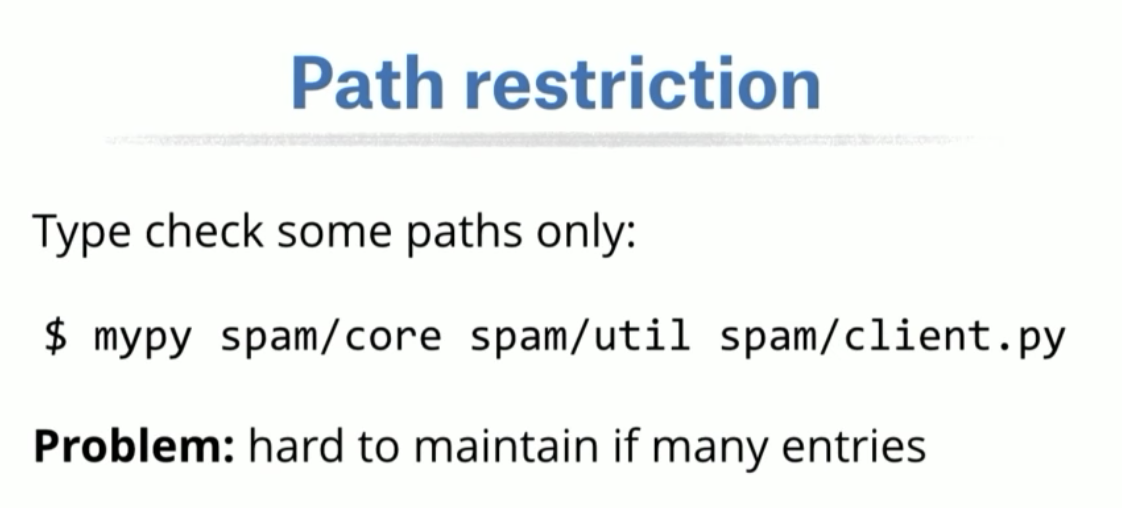 Path restriction
Type check some paths only:
$ mypy spam/core spam/util spam/client.py
Problem: hard to maintain if many entries